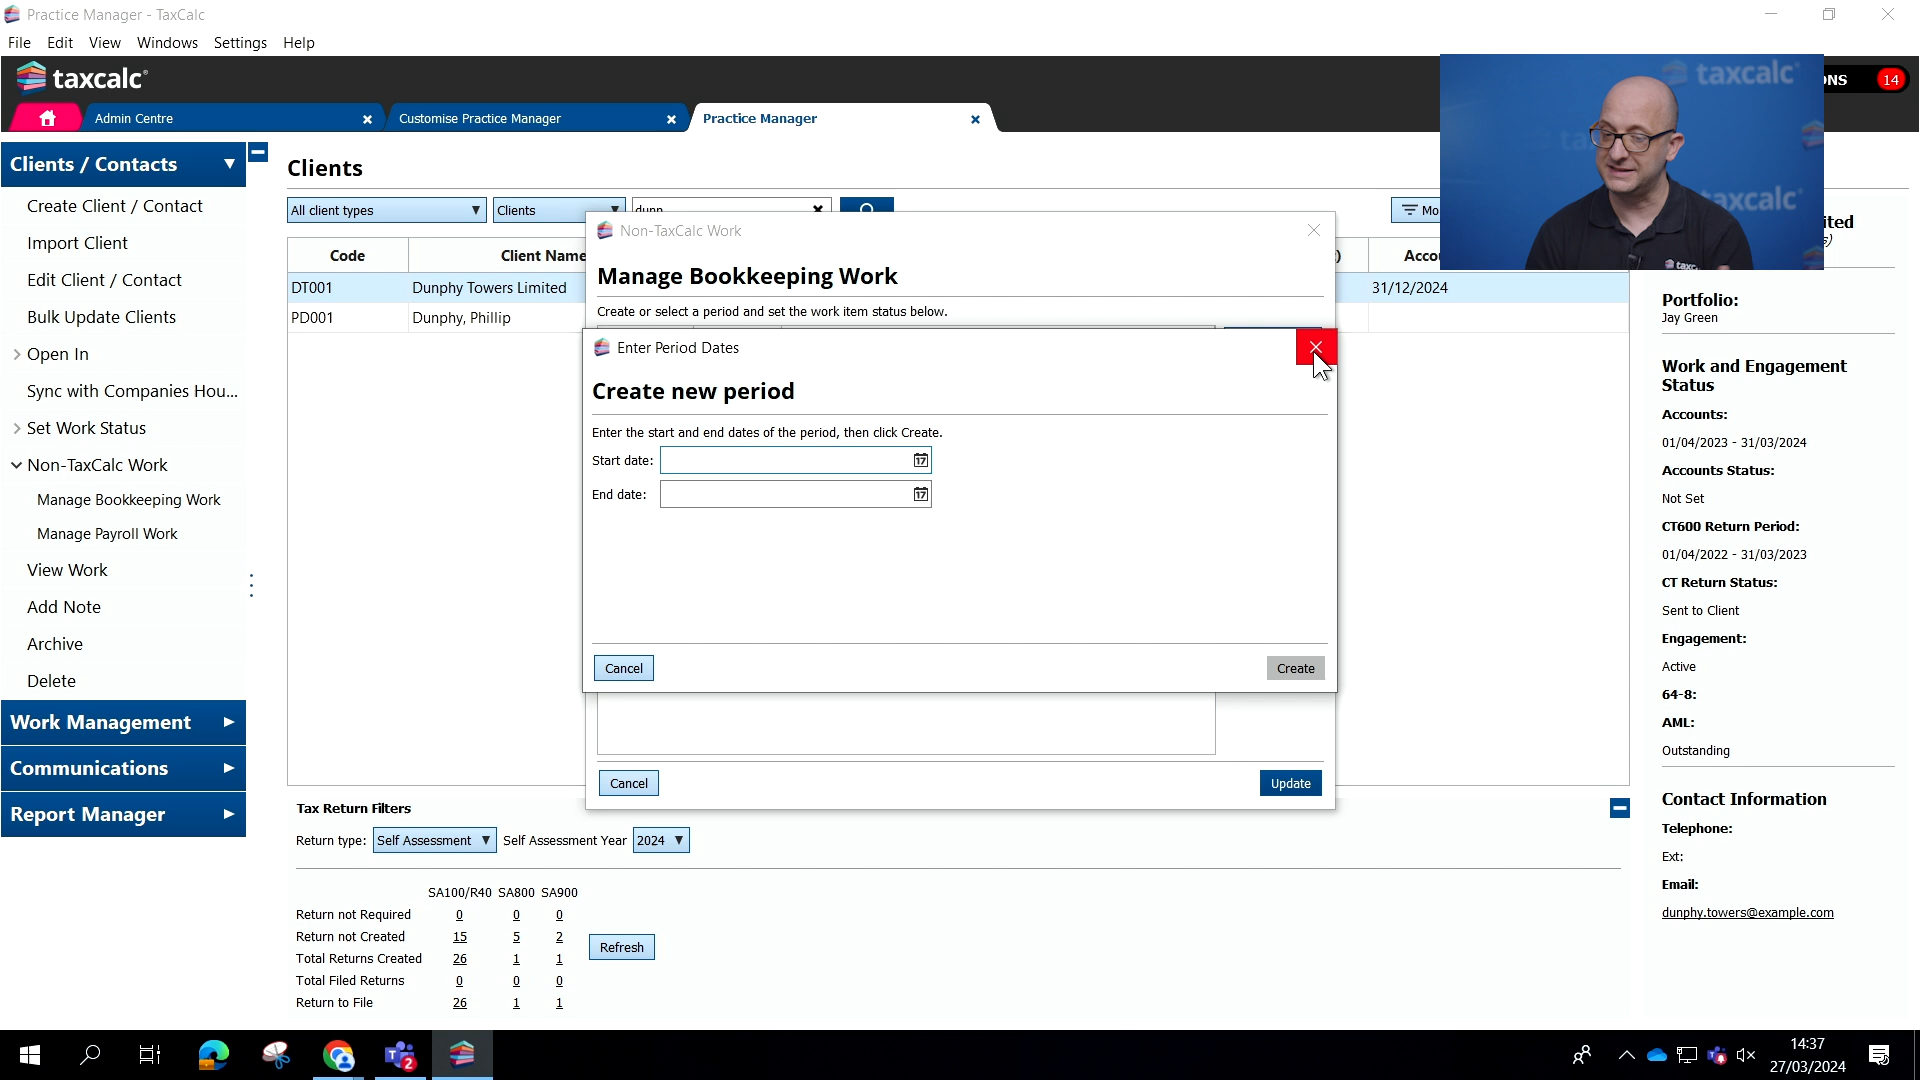 Practice Manager - TaxCalc
File Edit View Windows Settings Help
taxcalc
14
Admin Centre
Customise Practice Manager
Practice Manager
taxcalc
Clients / Contacts
Create Client / Contact
Import Client
Edit Client / Contact
Bulk Update Clients
Open In
Sync with Companies Hou...
Set Work Status
Non-TaxCalc Work
Manage Bookkeeping Work
Manage Payroll Work
View Work
Add Note
Archive
Delete
Work Management
Communications
Report Manager
Clients
All client types
Clients
dunn
Code
Client Name
DT001 Dunphy Towers Limited 31/12/2024
PD001 Dunphy, Phillip
Non-TaxCalc Work
Manage Bookkeeping Work
Create or select a period and set the work item status below.
Enter Period Dates
Create new period
Enter the start and end dates of the period, then click Create.
Start date:
17
End date:
17
Cancel
Create
Cancel
Update
Tax Return Filters
Return type: Self Assessment Self Assessment Year 2024
SA100/R40 SA800 SA900
Return not Required 0 0 0
Return not Created 15 5 2
Total Returns Created 26 1 1
Total Filed Returns 0 0 0
Return to File 26 1 1
Refresh
Portfolio:
Jay Green
Work and Engagement
Status
Accounts:
01/04/2023 - 31/03/2024
Accounts Status:
Not Set
CT600 Return Period:
01/04/2022 - 31/03/2023
CT Return Status:
Sent to Client
Engagement:
Active
64-8:
AML:
Outstanding
Contact Information
Telephone:
Ext:
Email:
dunphy.towers@example.com
2
14:37
27/03/2024